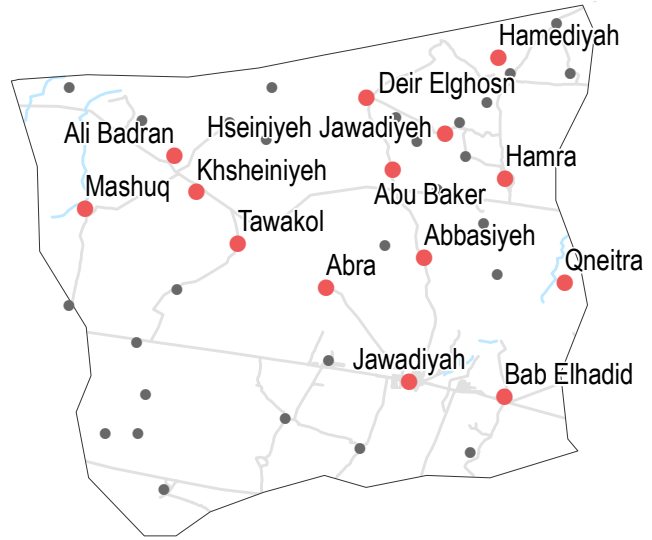 Hamediyah
Deir Elghosn
Ali Badran
Hseiniyeh Jawadiyeh
Hamra
Khsheiniyeh
Mashuq
Abu Baker
Tawakol
Abbasiyeh
Abra
Qneitra
Jawadiyah
Bab Elhadid